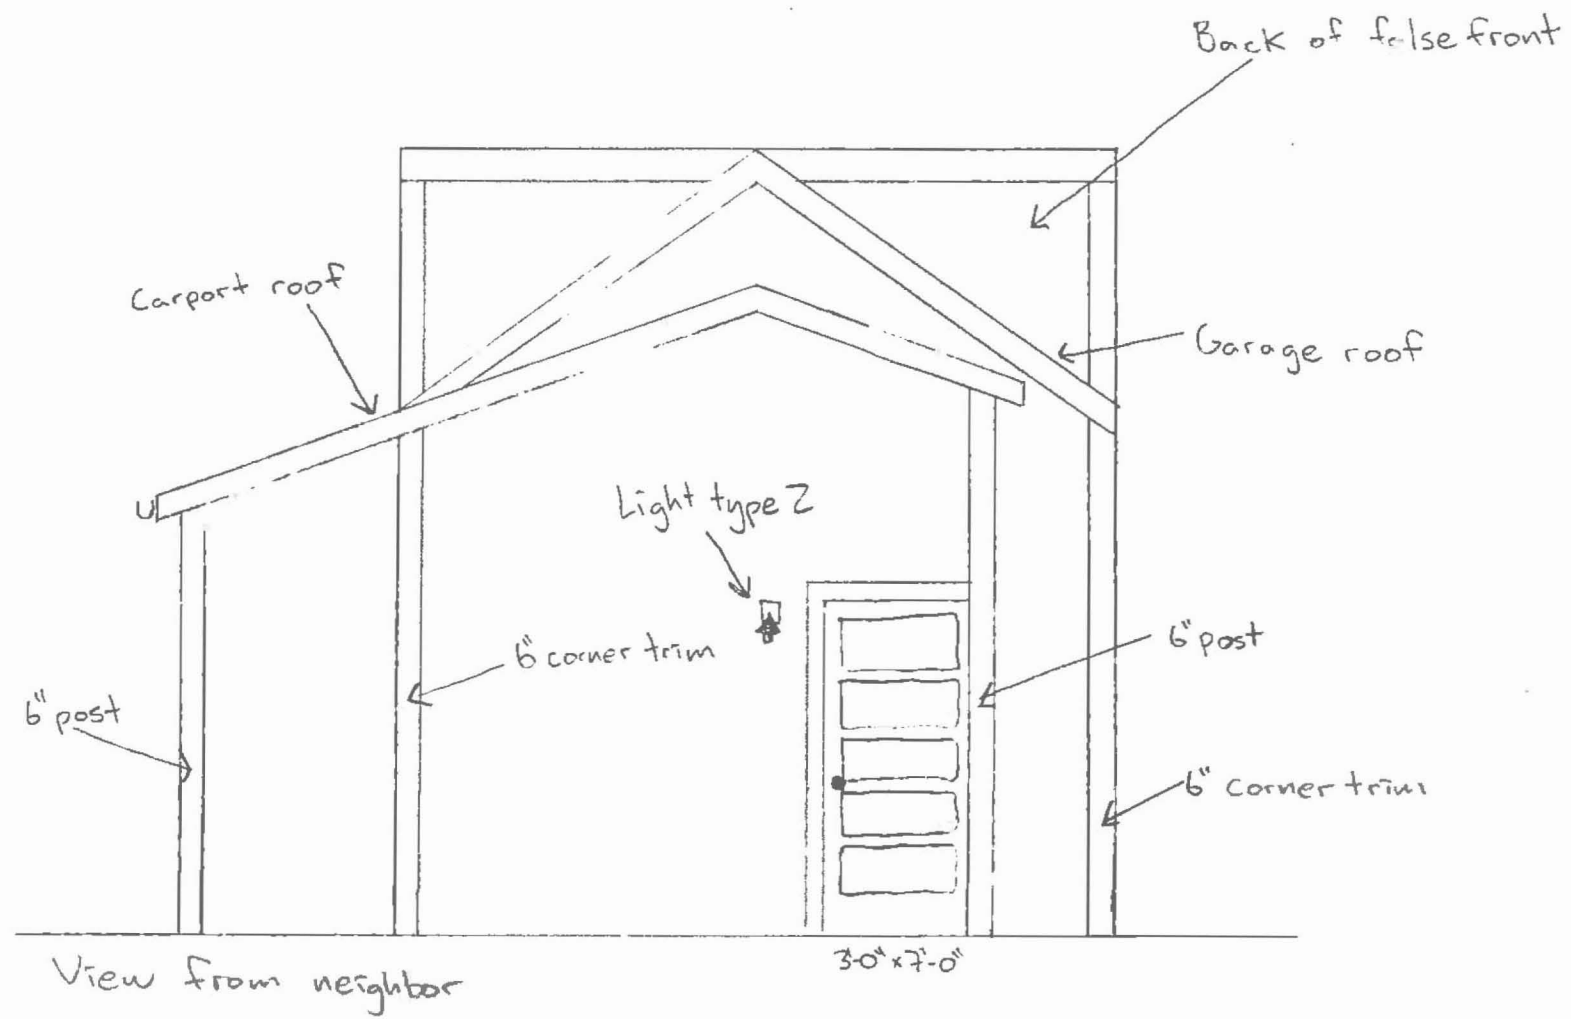 Back of false front
Carport roof
Garage roof
Light type 2
6" corner trim
6" post
6" post
6" corner trim
3'-0" x 7'-0"
View from neighbor